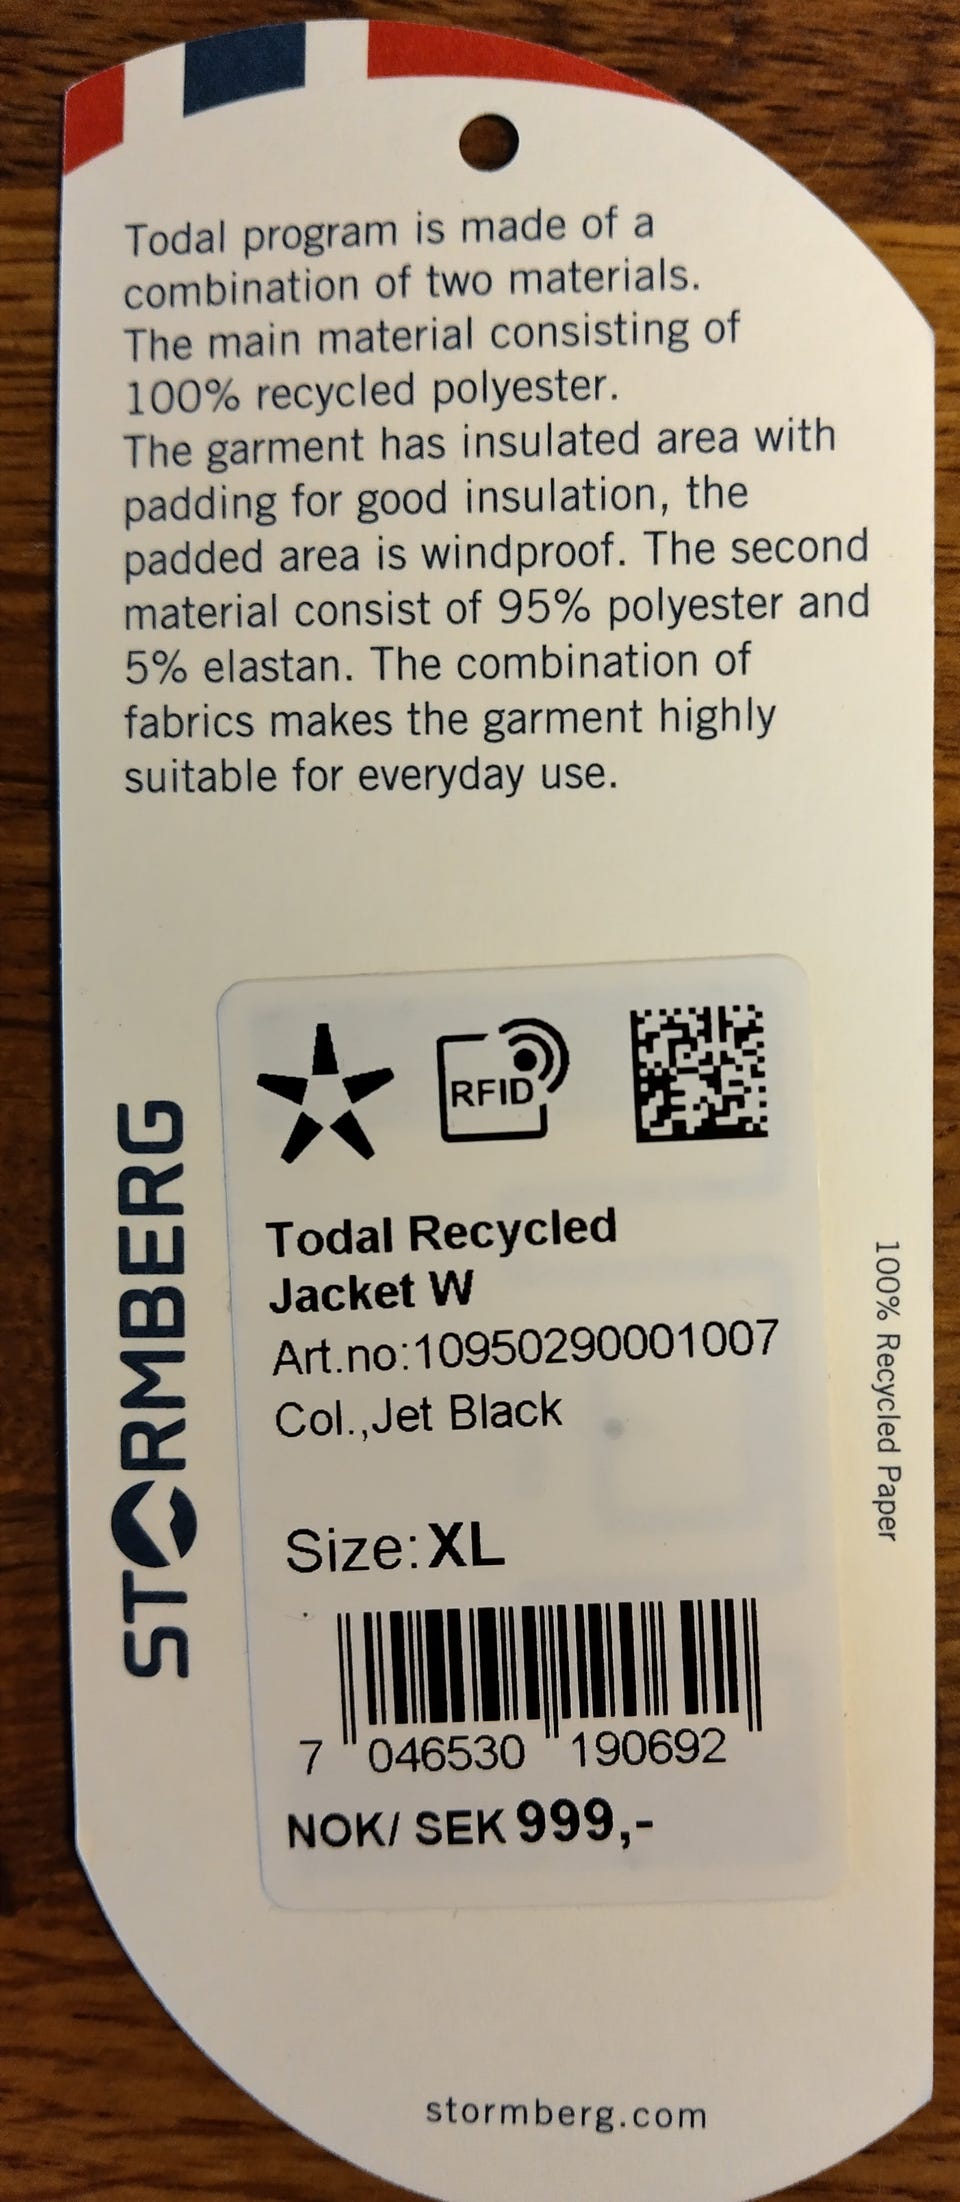 Todal program is made of a
combination of two materials.
The main material consisting of
100% recycled polyester.
The garment has insulated area with
padding for good insulation, the
padded area is windproof. The second
material consist of 95% polyester and
5% elastan. The combination of
fabrics makes the garment highly
suitable for everyday use.
STORMBERG
RFID
Todal Recycled
Jacket W
Art.no:10950290001007
Col.,Jet Black
Size: XL
7 046530 190692
NOK/ SEK 999,-
100% Recycled Paper
stormberg.com